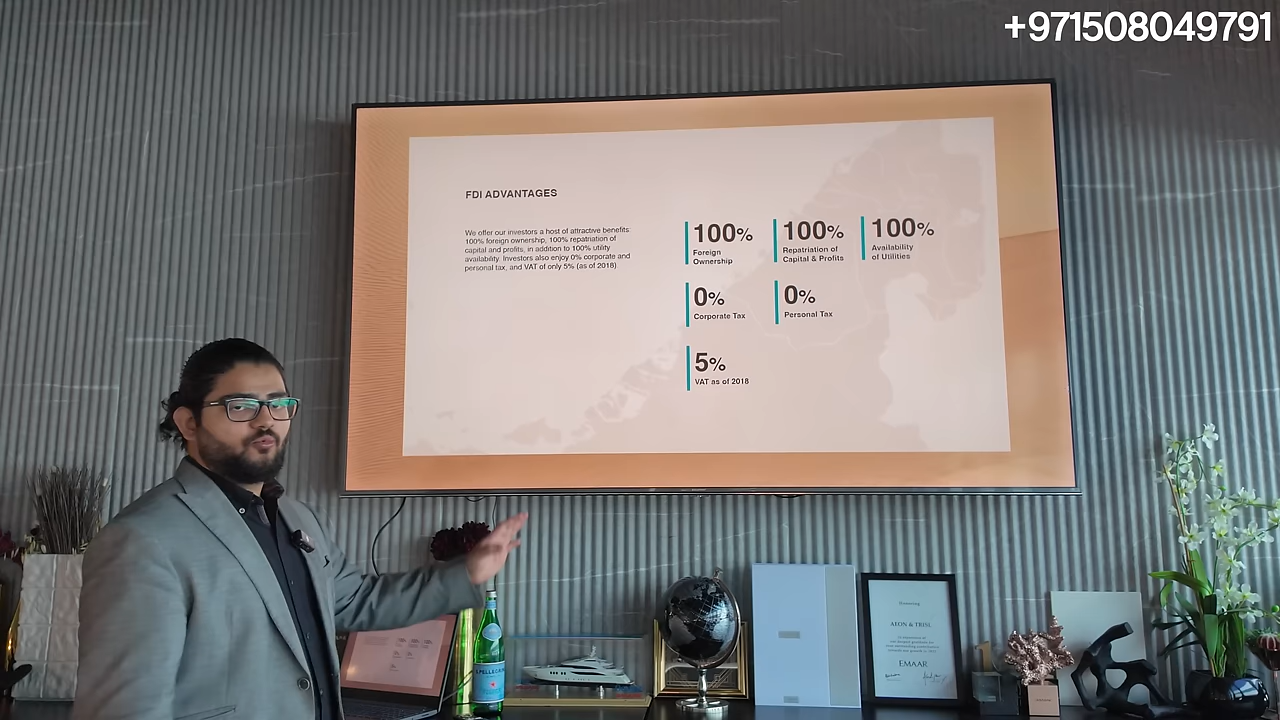 +971508049791
FDI ADVANTAGES
We offer our investors a host of attractive benefits:
100% foreign ownership, 100% repatriation of
capital and profits, in addition to 100% utility
availability. Investors also enjoy 0% corporate and
personal tax, and VAT of only 5% (as of 2018)
100%
Foreign
Ownership
100%
Repatriation of
Capital & Profits
100%
Availability
of Utilities
0%
Corporate Tax
0%
Personal Tax
5%
VAT as of 2018
S.PELLEGRINO
Honoring
AEON & TRISL
EMAAR